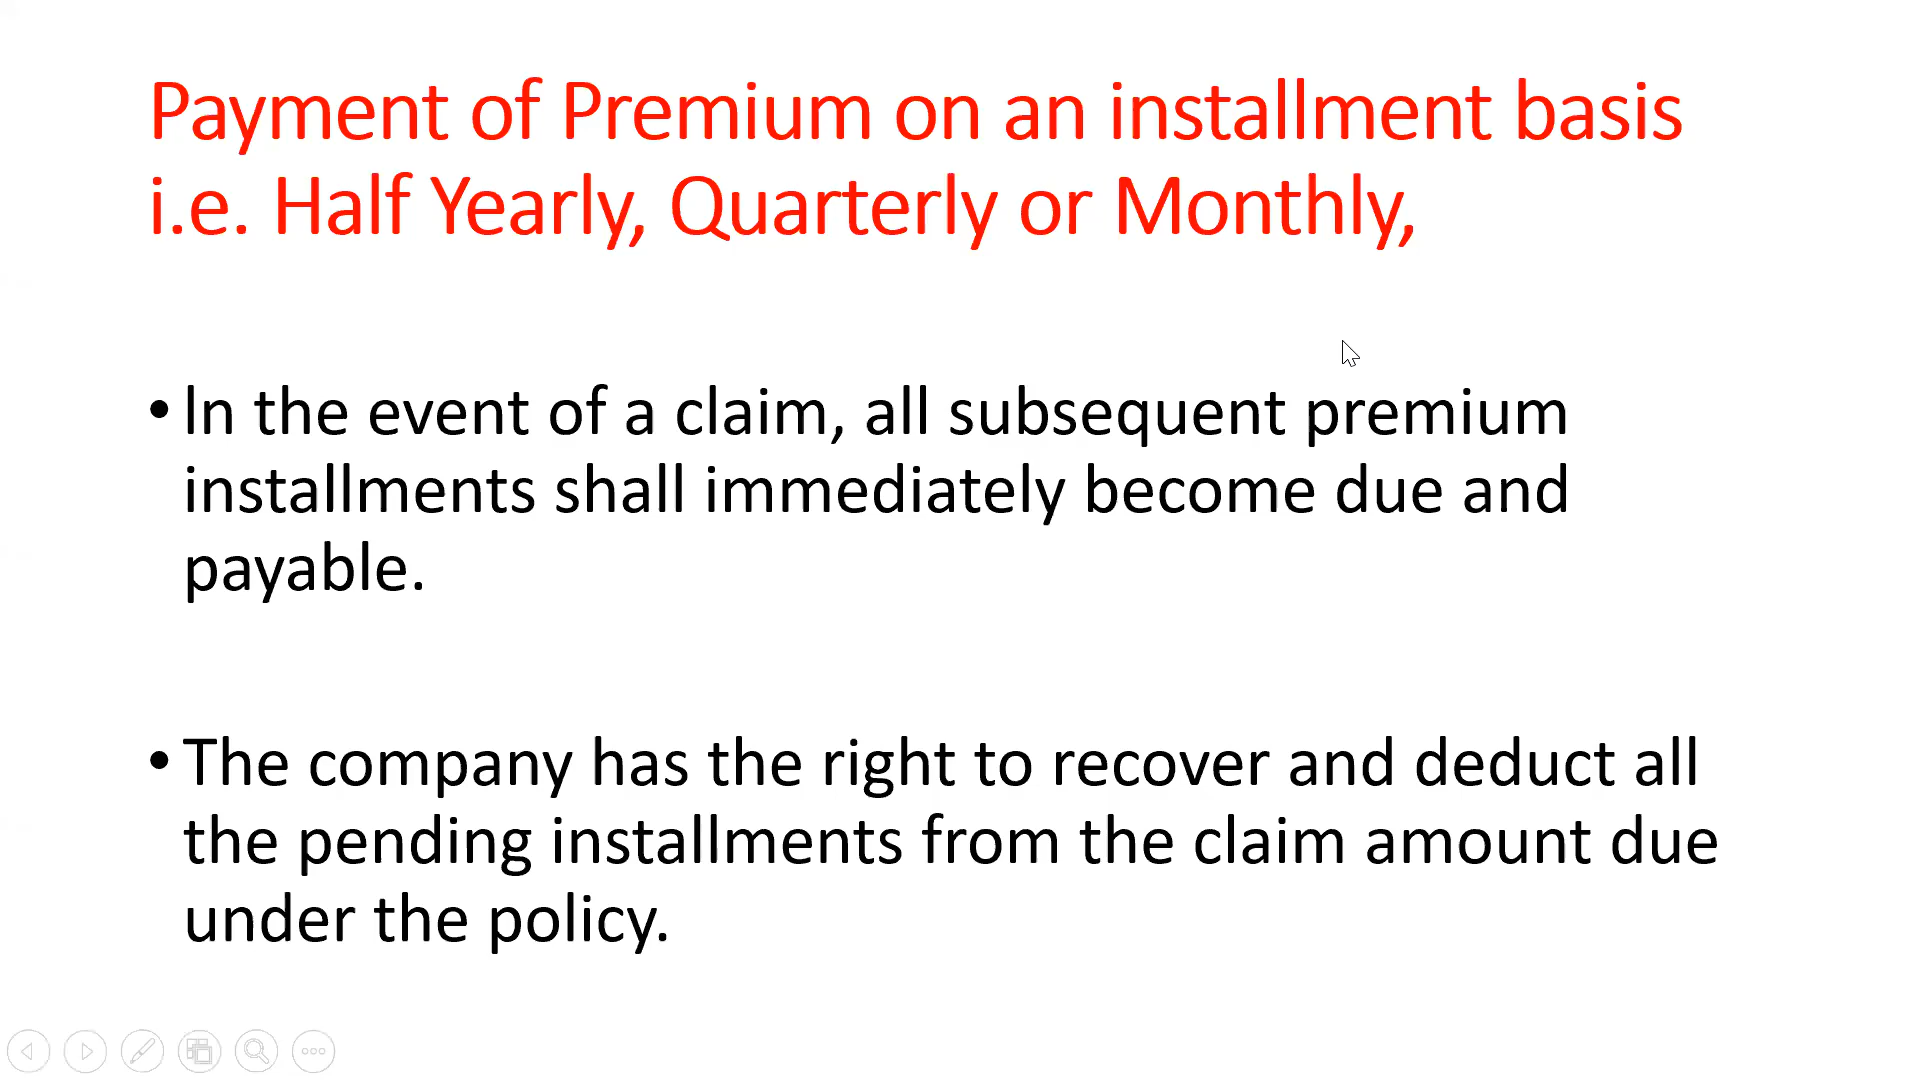 Payment of Premium on an installment basis
i.e. Half Yearly, Quarterly or Monthly,
• In the event of a claim, all subsequent premium
installments shall immediately become due and
payable.
• The company has the right to recover and deduct all
the pending installments from the claim amount due
under the policy.